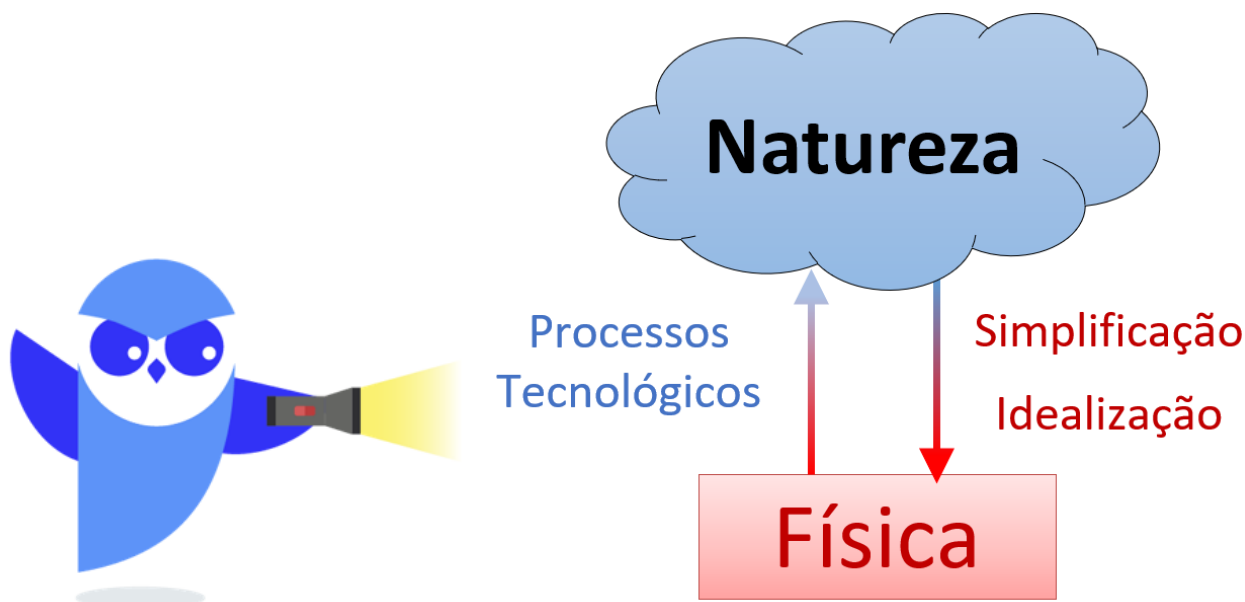 Natureza
Processos
Tecnológicos
Simplificação
Idealização
Física